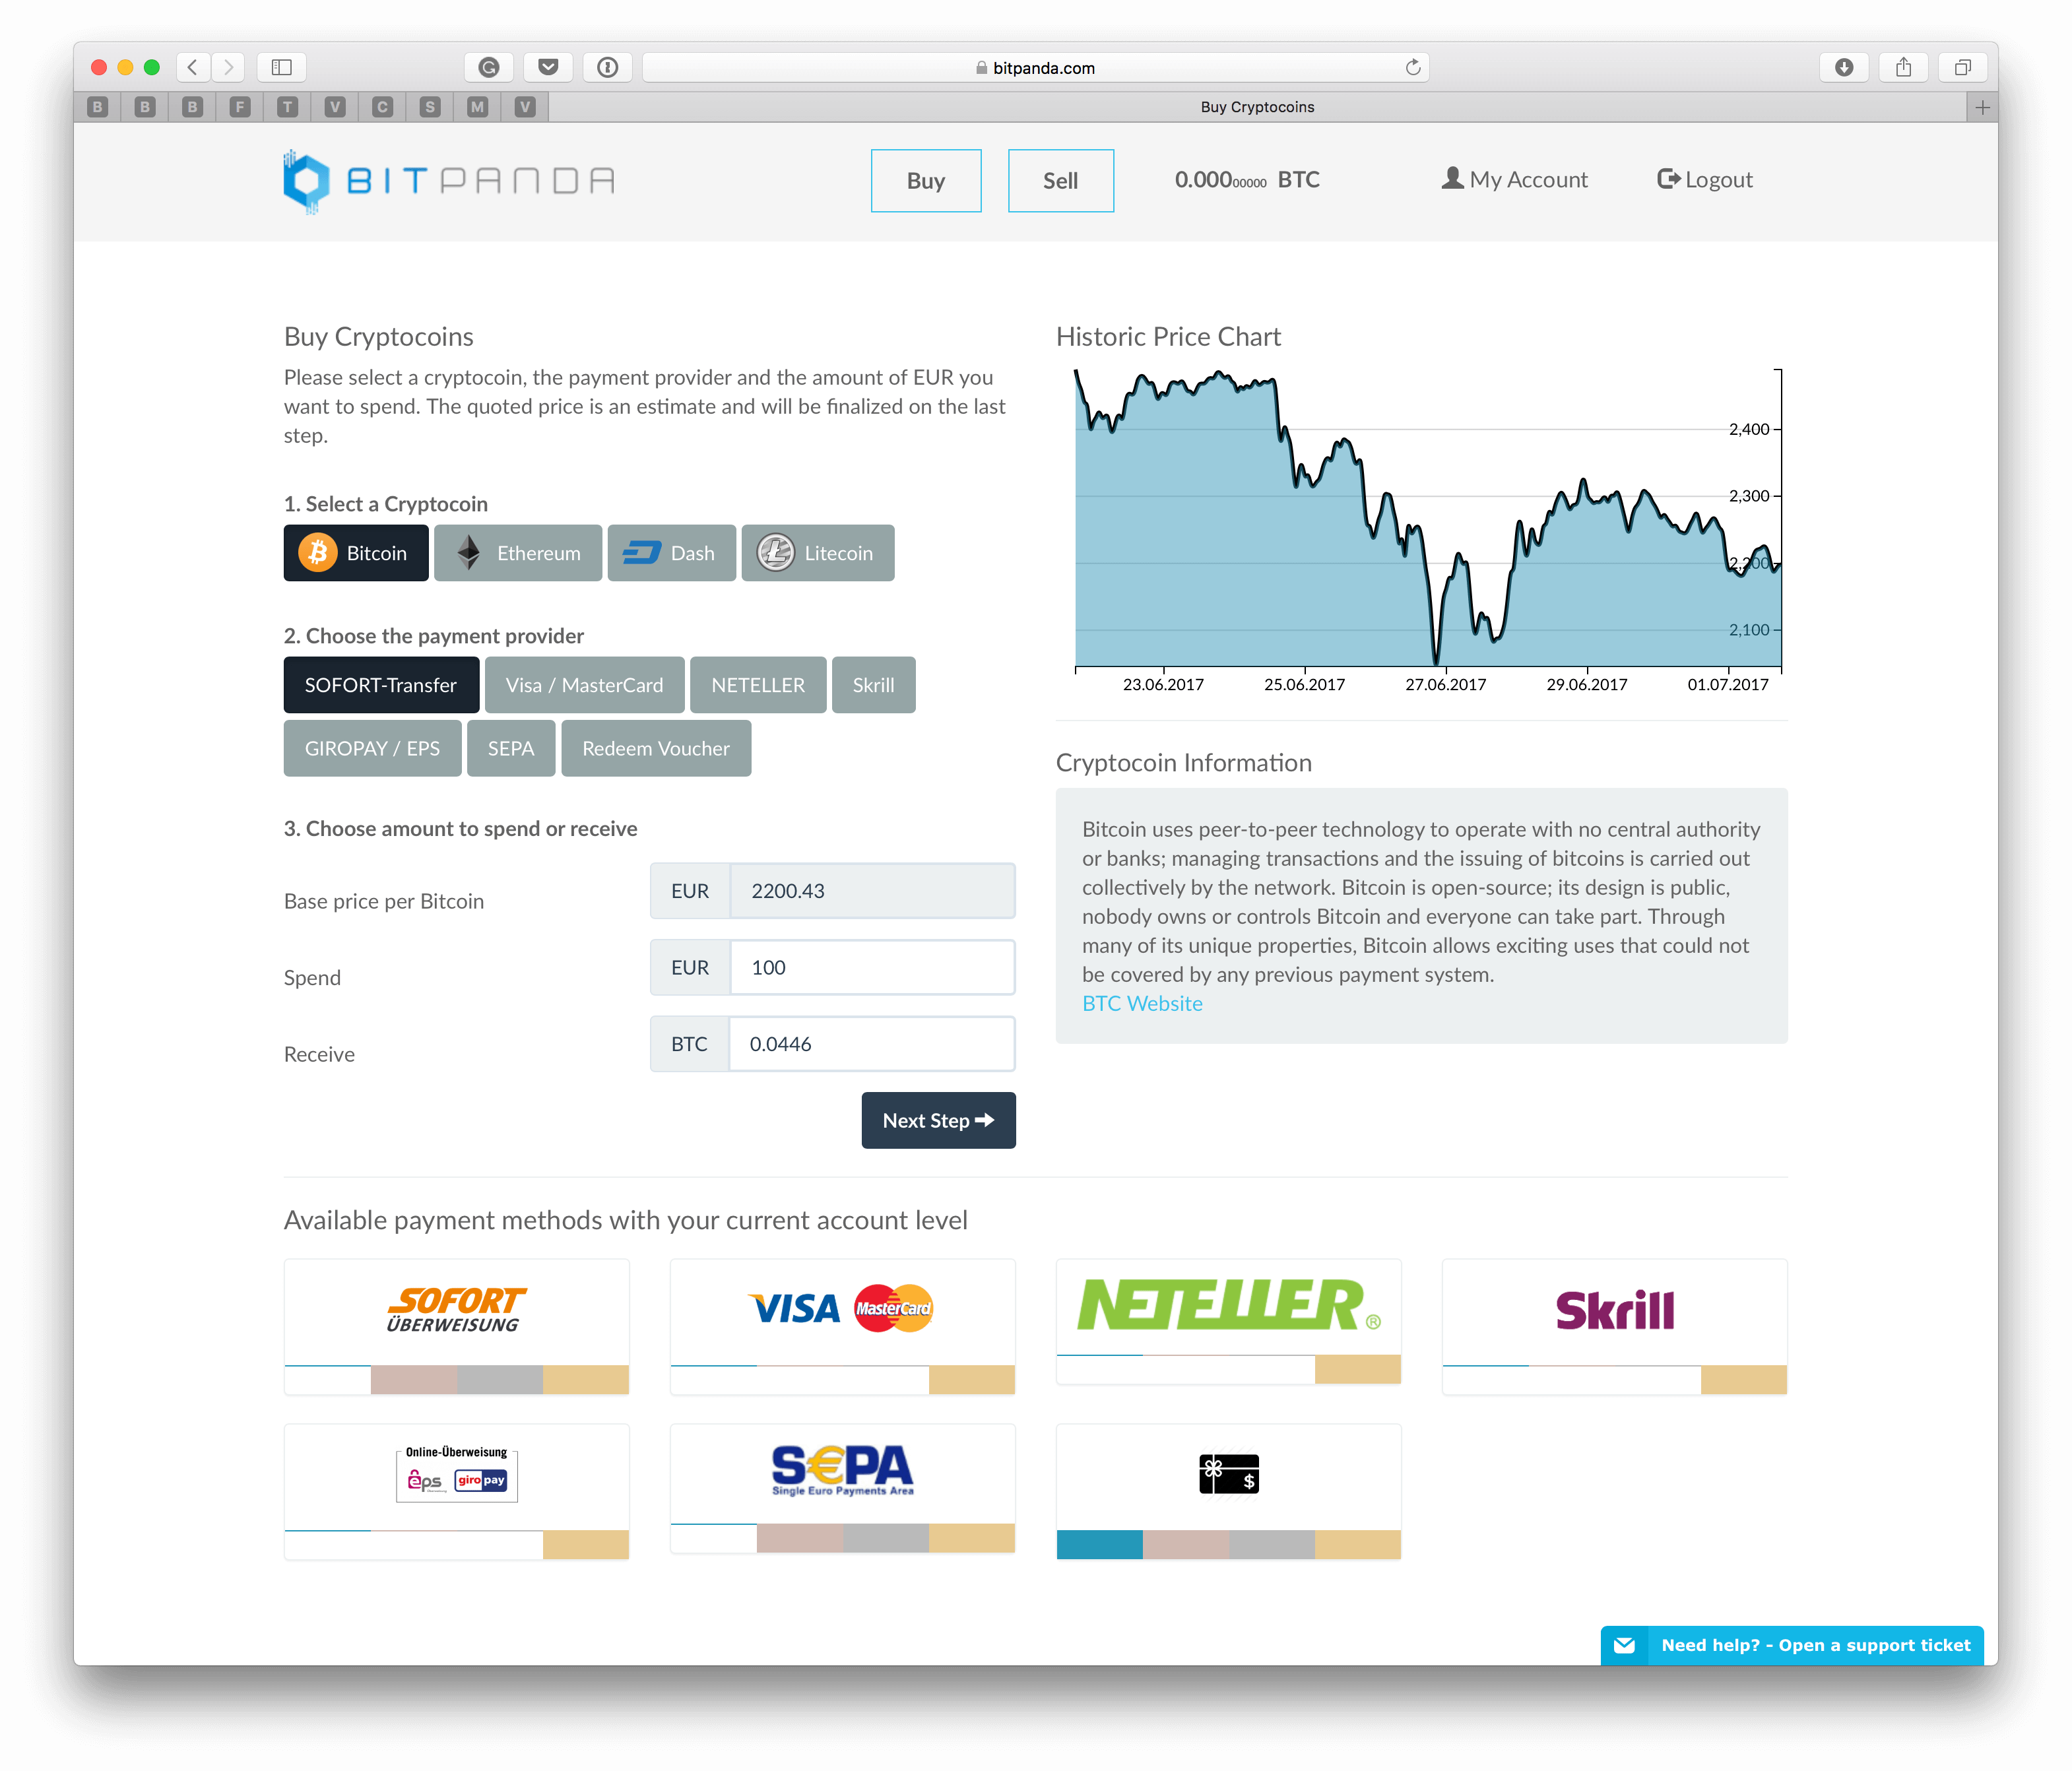 bitpanda.com
B B B F T V C S M V Buy Cryptocoins
BITPANDA Buy Sell 0.00000000 BTC My Account Logout
Buy Cryptocoins
Please select a cryptocoin, the payment provider and the amount of EUR you
want to spend. The quoted price is an estimate and will be finalized on the last
step.
1. Select a Cryptocoin
Bitcoin Ethereum Dash Litecoin
2. Choose the payment provider
SOFORT-Transfer Visa / MasterCard NETELLER Skrill
GIROPAY / EPS SEPA Redeem Voucher
3. Choose amount to spend or receive
Base price per Bitcoin EUR 2200.43
Spend EUR 100
Receive BTC 0.0446
Next Step
Historic Price Chart
2,400
2,300
2,200
2,100
23.06.2017 25.06.2017 27.06.2017 29.06.2017 01.07.2017
Cryptocoin Information
Bitcoin uses peer-to-peer technology to operate with no central authority
or banks; managing transactions and the issuing of bitcoins is carried out
collectively by the network. Bitcoin is open-source; its design is public,
nobody owns or controls Bitcoin and everyone can take part. Through
many of its unique properties, Bitcoin allows exciting uses that could not
be covered by any previous payment system.
BTC Website
Available payment methods with your current account level
SOFORT
ÜBERWEISUNG
VISA MasterCard
NETELLER®
Skrill
Online-Überweisung
eps giropay
S€PA
Single Euro Payments Area
$
Need help? - Open a support ticket